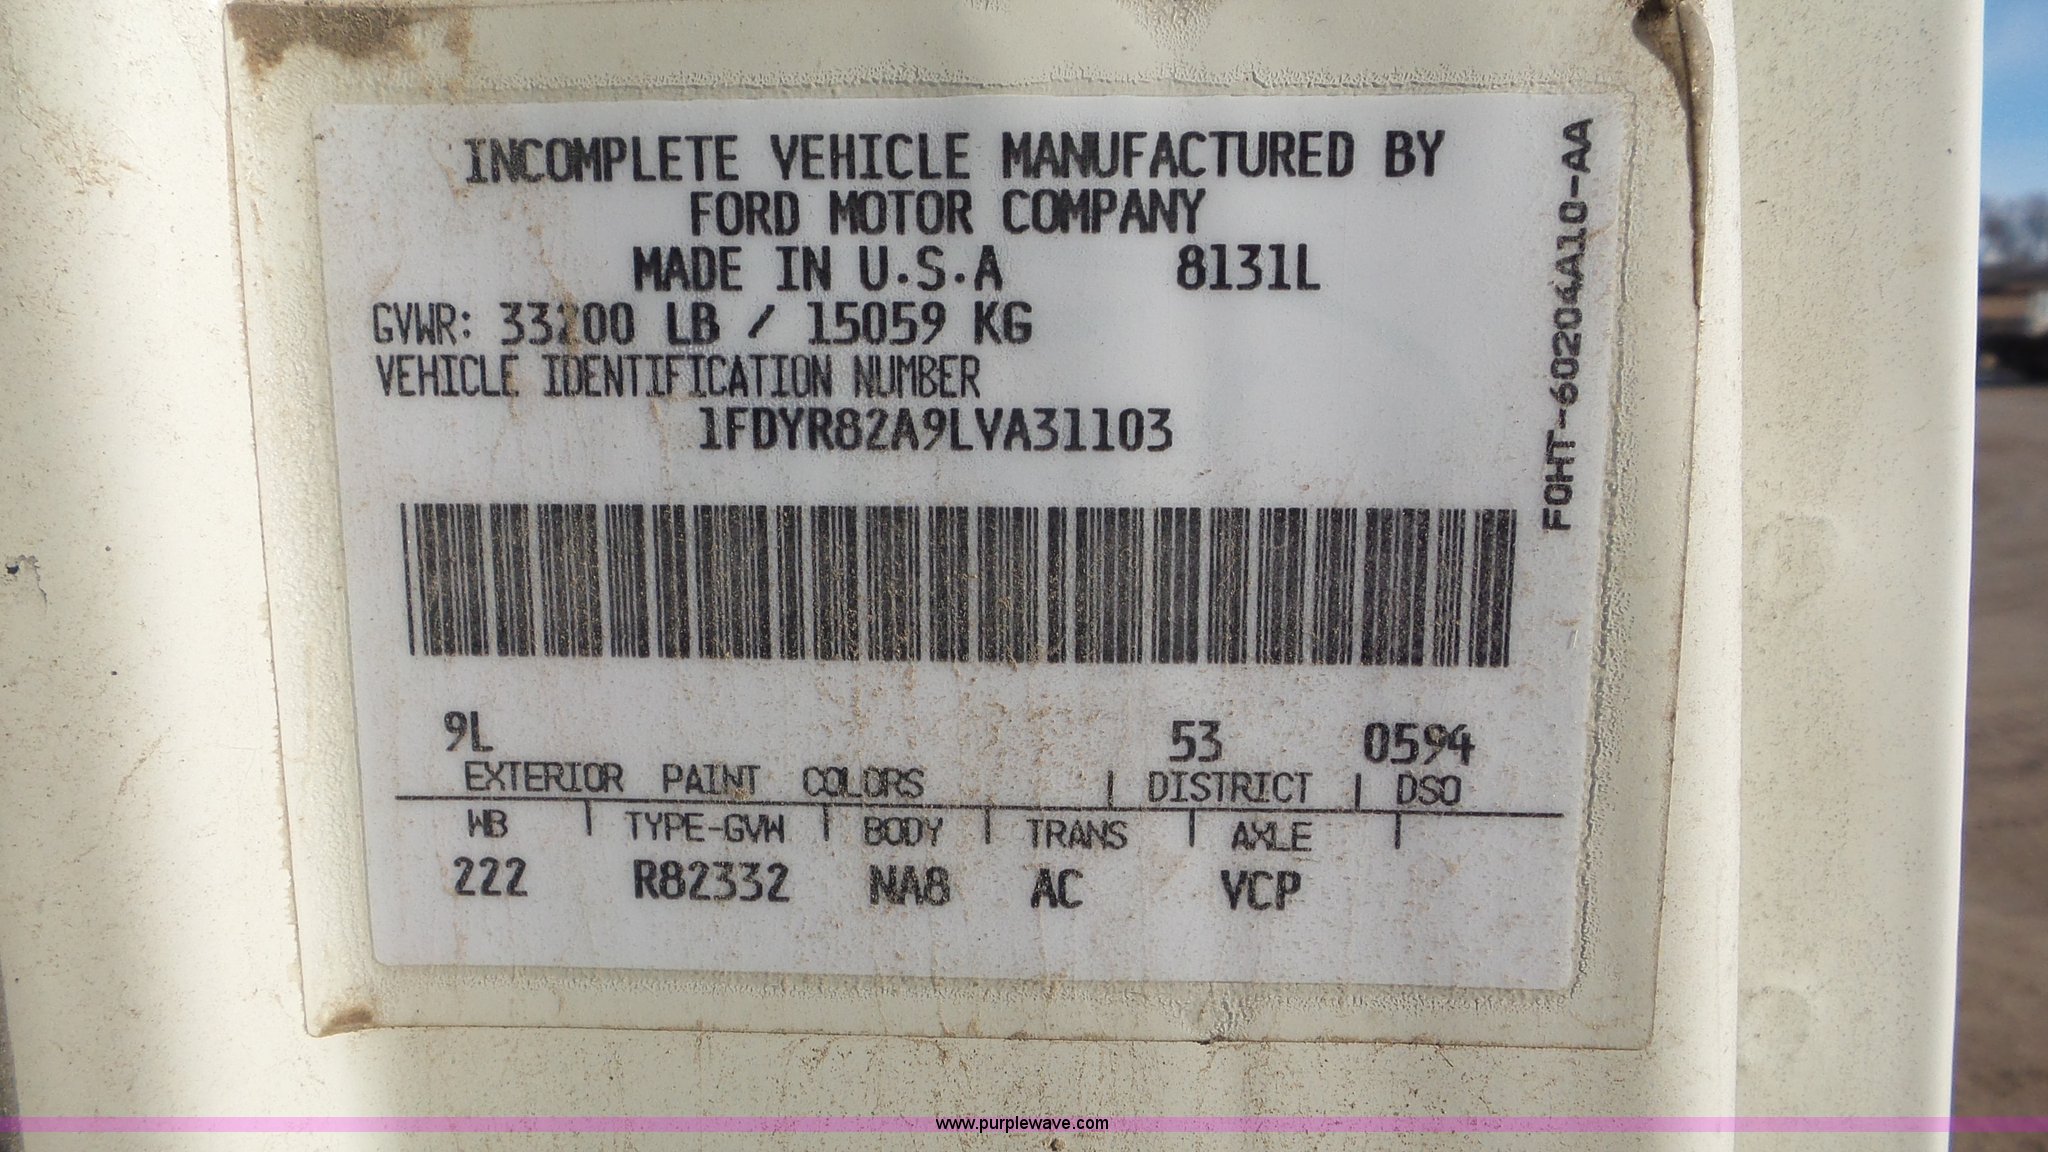 INCOMPLETE VEHICLE MANUFACTURED BY
FORD MOTOR COMPANY
MADE IN U.S.A 8131L
GVWR: 33200 LB / 15059 KG
VEHICLE IDENTIFICATION NUMBER
1FDYR82A9LVA31103
F0HT-60204A10-AA
9L 53 0594
EXTERIOR PAINT COLORS | DISTRICT | DSO
WB | TYPE-GVW | BODY | TRANS | AXLE |
222 R82332 NA8 AC VCP
www.purplewave.com